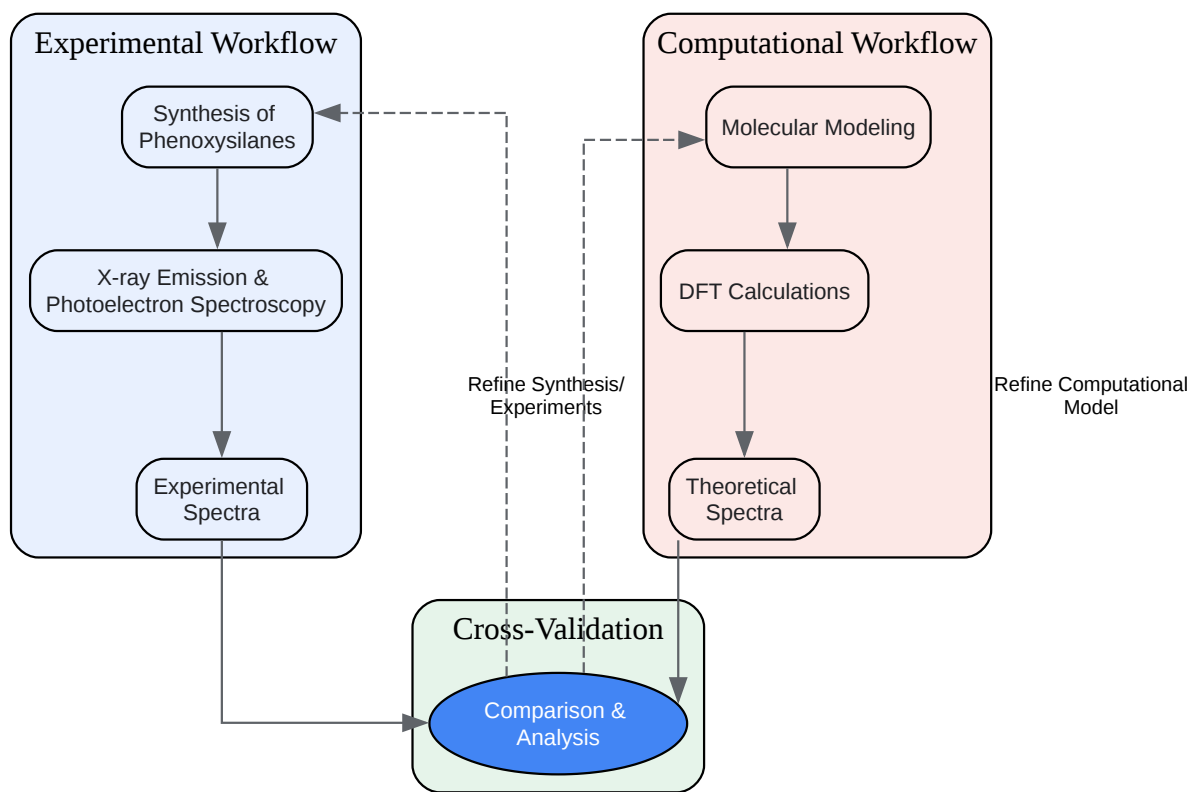 Experimental Workflow
Synthesis of
Phenoxysilanes
X-ray Emission &
Photoelectron Spectroscopy
Experimental
Spectra
Computational Workflow
Molecular Modeling
DFT Calculations
Theoretical
Spectra
Refine Synthesis/
Experiments
Refine Computational
Model
Cross-Validation
Comparison &
Analysis